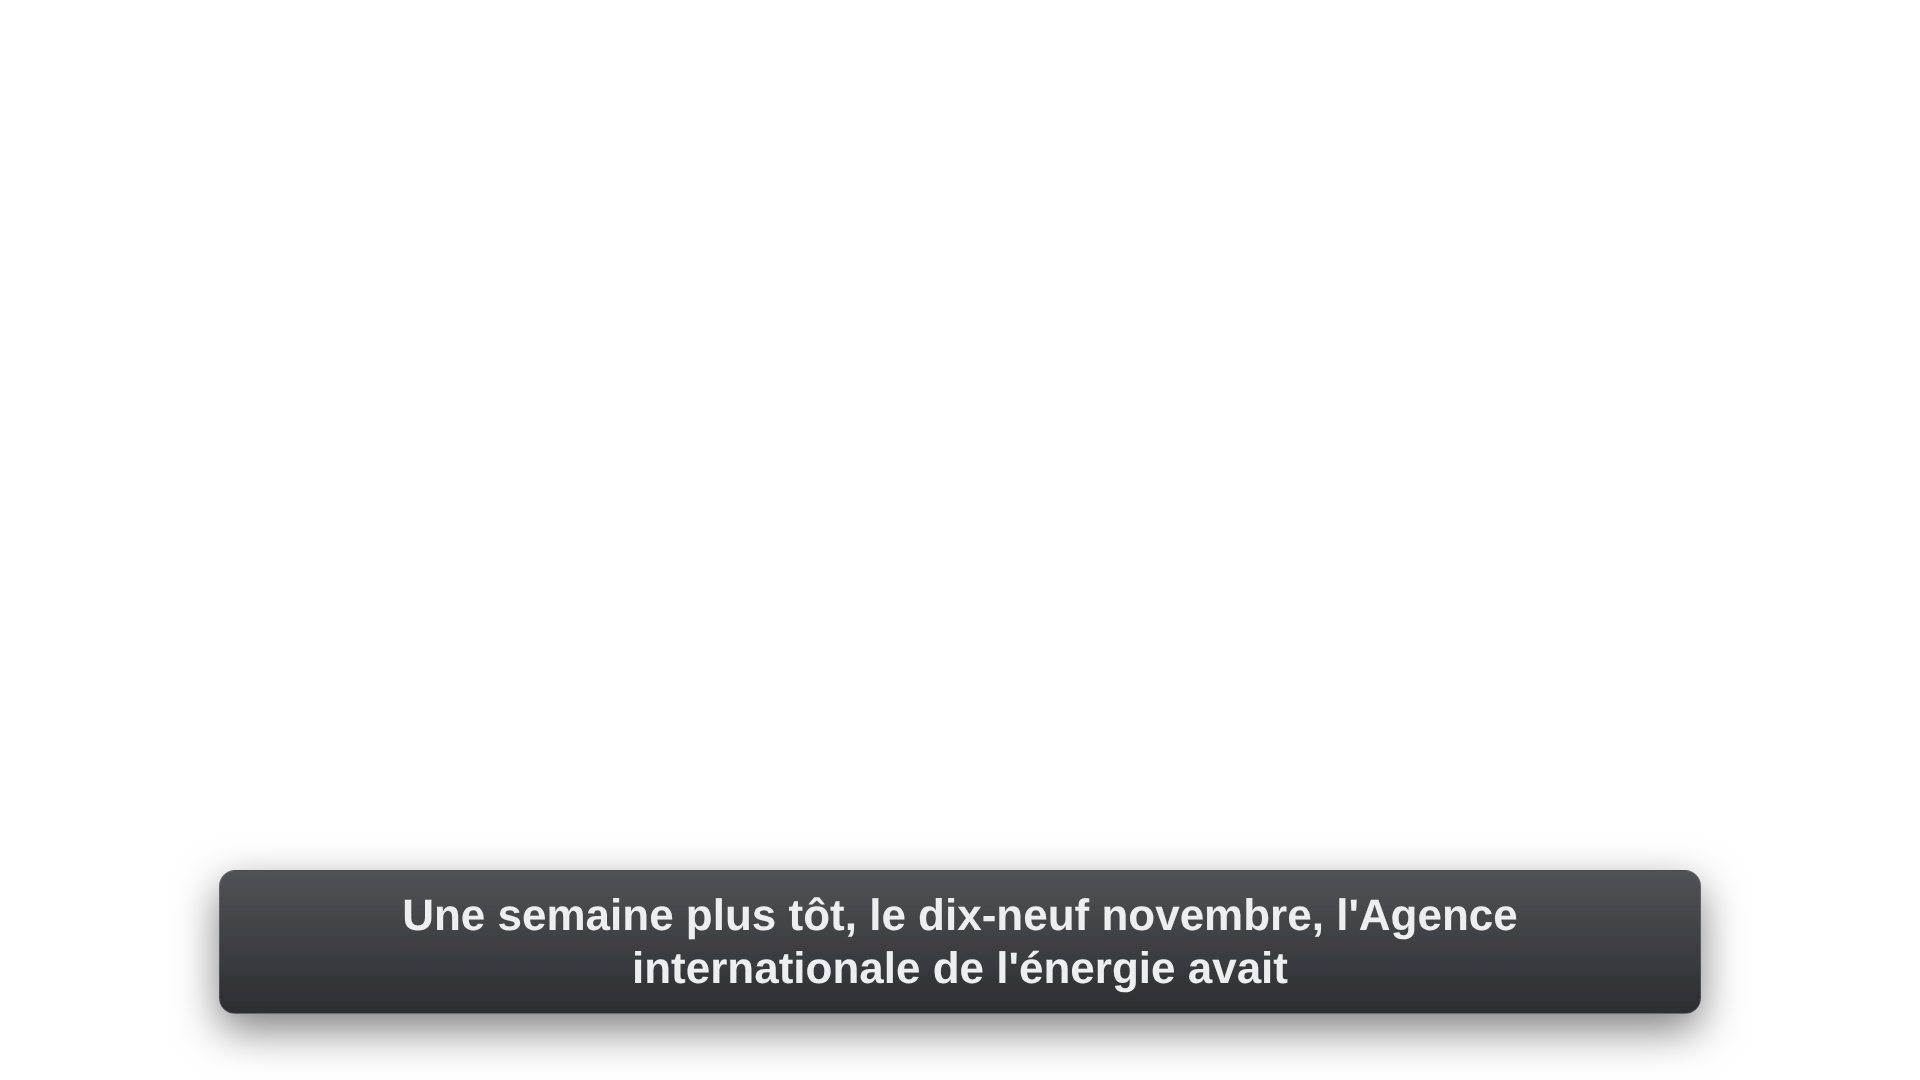 Une semaine plus tôt, le dix-neuf novembre, l'Agence
internationale de l'énergie avait